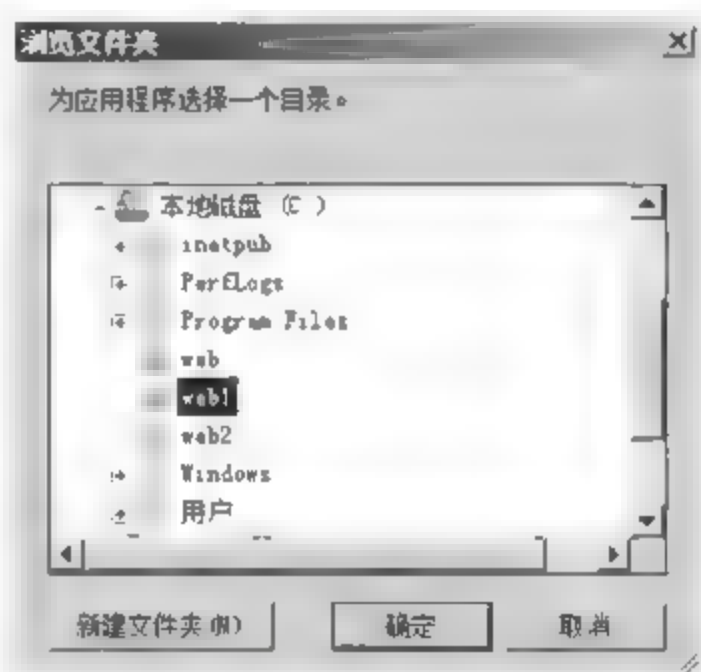 浏览文件夹
为应用程序选择一个目录。
本地磁盘 (C )
inetpub
PerfLogs
Program Files
web
web1
web2
Windows
用户
新建文件夹(N)
确定
取消